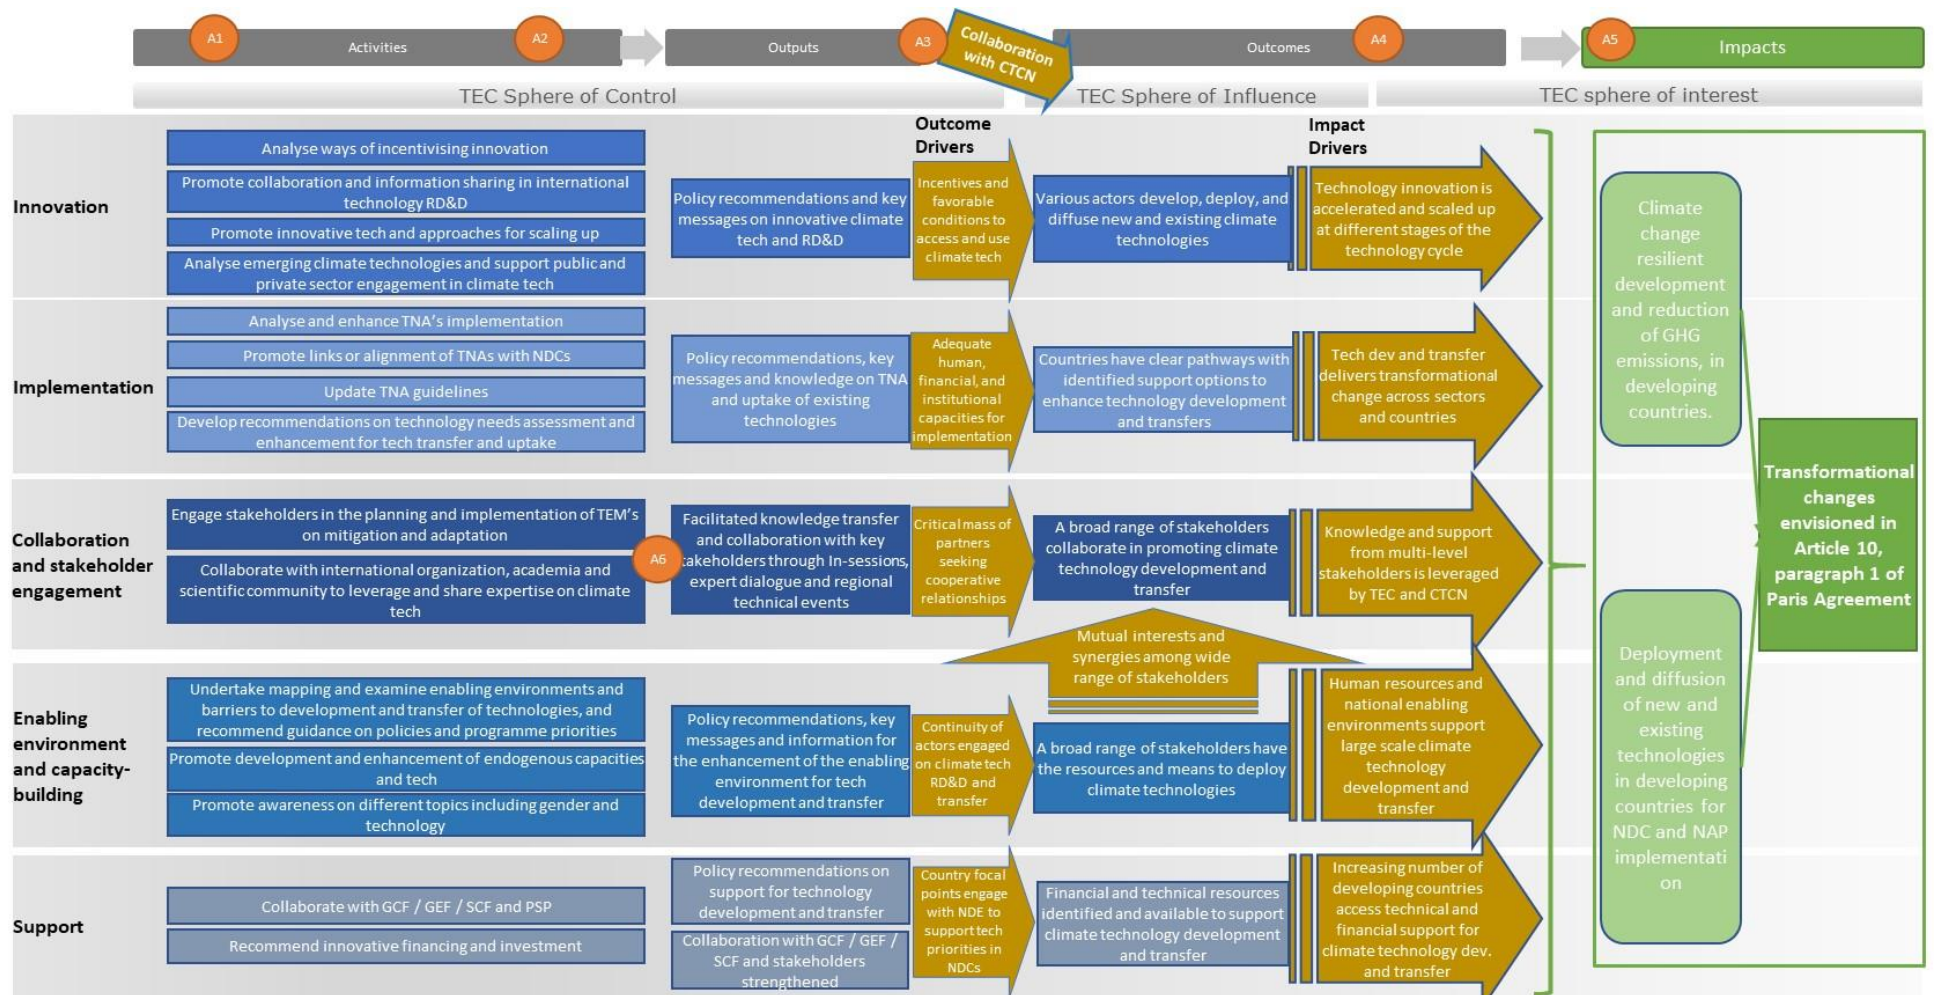 A1
Activities
A2
Outputs
A3
Collaboration
with CTCN
Outcomes
A4
A5
Impacts
TEC Sphere of Control
TEC Sphere of Influence
TEC sphere of interest
Outcome
Drivers
Impact
Drivers
Innovation
Analyse ways of incentivising innovation
Promote collaboration and information sharing in international
technology RD&D
Promote innovative tech and approaches for scaling up
Analyse emerging climate technologies and support public and
private sector engagement in climate tech
Policy recommendations and key
messages on innovative climate
tech and RD&D
Incentives and
favorable
conditions to
access and use
climate tech
Various actors develop, deploy, and
diffuse new and existing climate
technologies
Technology innovation is
accelerated and scaled up
at different stages of the
technology cycle
Implementation
Analyse and enhance TNA's implementation
Promote links or alignment of TNAs with NDCs
Update TNA guidelines
Develop recommendations on technology needs assessment and
enhancement for tech transfer and uptake
Policy recommendations, key
messages and knowledge on TNA
and uptake of existing
technologies
Adequate
human,
financial, and
institutional
capacities for
implementation
Countries have clear pathways with
identified support options to
enhance technology development
and transfers
Tech dev and transfer
delivers transformational
change across sectors
and countries
Collaboration
and stakeholder
engagement
Engage stakeholders in the planning and implementation of TEM's
on mitigation and adaptation
Collaborate with international organization, academia and
scientific community to leverage and share expertise on climate
tech
A6
Facilitated knowledge transfer
and collaboration with key
takeholders through In-sessions,
expert dialogue and regional
technical events
Critical mass of
partners
seeking
cooperative
relationships
A broad range of stakeholders
collaborate in promoting climate
technology development and
transfer
Knowledge and support
from multi-level
stakeholders is leveraged
by TEC and CTCN
Mutual interests and
synergies among wide
range of stakeholders
Enabling
environment
and capacity-
building
Undertake mapping and examine enabling environments and
barriers to development and transfer of technologies, and
recommend guidance on policies and programme priorities
Promote development and enhancement of endogenous capacities
and tech
Promote awareness on different topics including gender and
technology
Policy recommendations, key
messages and information for
the enhancement of the enabling
environment for tech
development and transfer
Continuity of
actors engaged
on climate tech
RD&D and
transfer
A broad range of stakeholders have
the resources and means to deploy
climate technologies
Human resources and
national enabling
environments support
large scale climate
technology
development and
transfer
Support
Collaborate with GCF / GEF / SCF and PSP
Recommend innovative financing and investment
Policy recommendations on
support for technology
development and transfer
Collaboration with GCF / GEF /
SCF and stakeholders
strengthened
Country focal
points engage
with NDE to
support tech
priorities in
NDCs
Financial and technical resources
identified and available to support
climate technology development
and transfer
Increasing number of
developing countries
access technical and
financial support for
climate technology dev.
and transfer
Climate
change
resilient
development
and reduction
of GHG
emissions, in
developing
countries.
Deployment
and diffusion
of new and
existing
technologies
in developing
countries for
NDC and NAP
implementati
on
Transformational
changes
envisioned in
Article 10,
paragraph 1 of
Paris Agreement